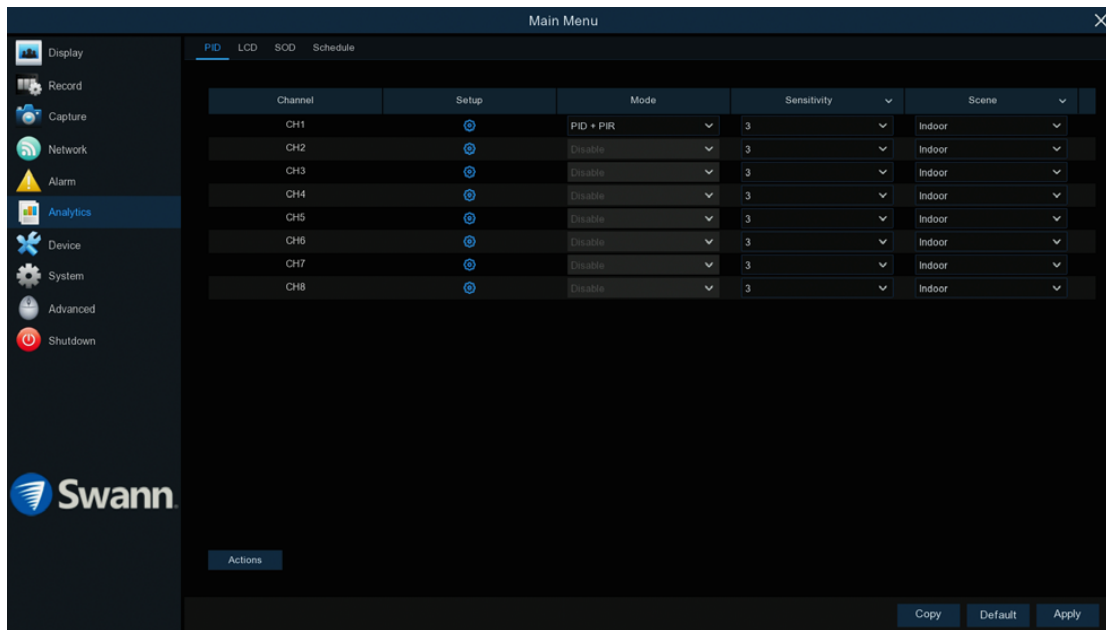 Main Menu
Display
Record
Capture
Network
Alarm
Analytics
Device
System
Advanced
Shutdown
Swann
PID LCD SOD Schedule
Channel Setup Mode Sensitivity Scene
CH1 PID + PIR 3 Indoor
CH2 Disable 3 Indoor
CH3 Disable 3 Indoor
CH4 Disable 3 Indoor
CH5 Disable 3 Indoor
CH6 Disable 3 Indoor
CH7 Disable 3 Indoor
CH8 Disable 3 Indoor
Actions
Copy Default Apply